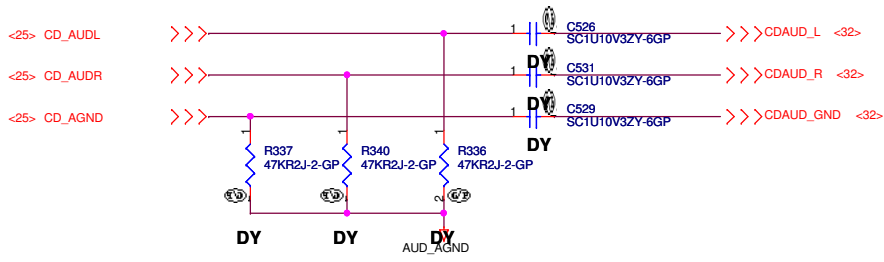 <25> CD_AUDL 1 C526 SC1U10V3ZY-6GP CDAUD_L <32>
DY
<25> CD_AUDR 1 C531 SC1U10V3ZY-6GP CDAUD_R <32>
DY
<25> CD_AGND 1 C529 SC1U10V3ZY-6GP CDAUD_GND <32>
DY
1 1 1
R337 R340 R336
47KR2J-2-GP 47KR2J-2-GP 47KR2J-2-GP
2
DY DY DY
AUD_AGND